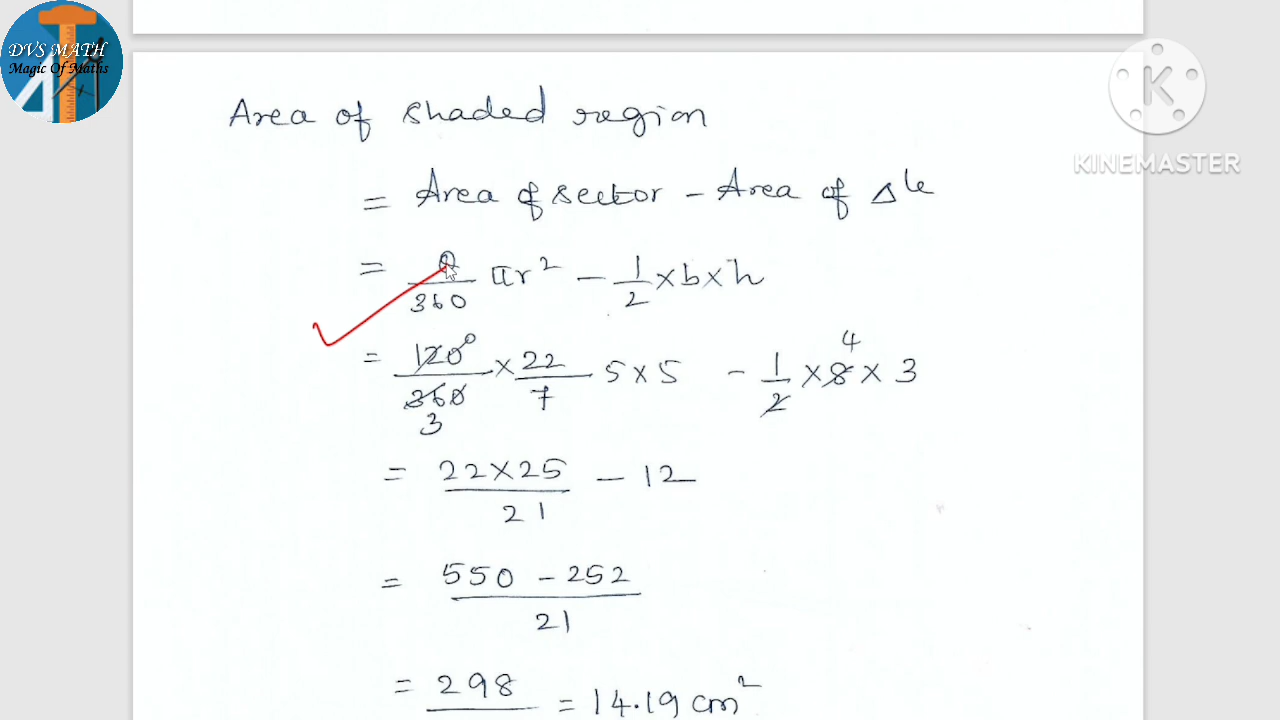 DVS MATH
Magic Of Maths
K
KINEMASTER
Area of shaded region
= Area of sector - Area of Δle
= θ/360 πr² - 1/2 × b × h
= 120°/360 3 × 22/7 5 × 5 - 1/2 × 8 4 × 3
= 22×25/21 - 12
= 550 - 252/21
= 298 = 14.19 cm²